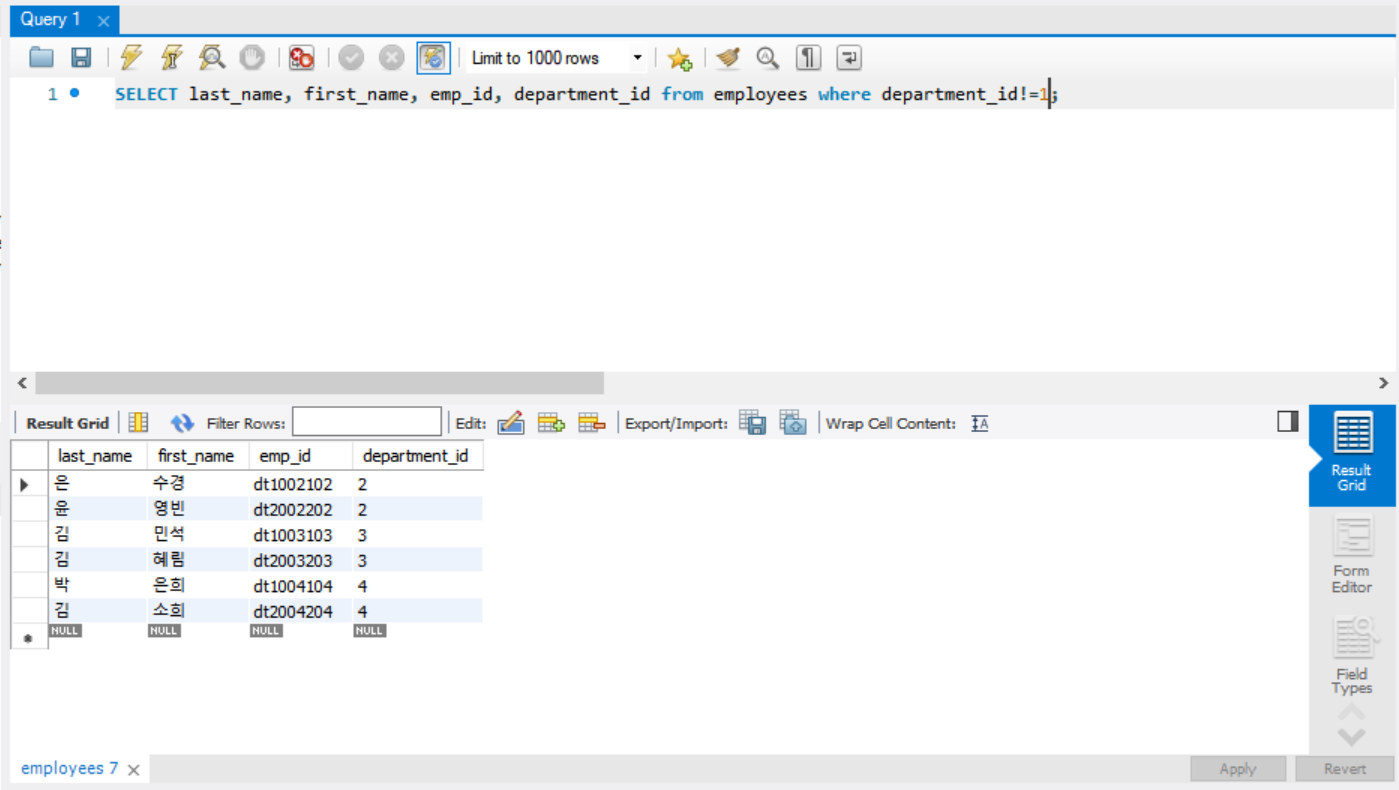 Query 1
Limit to 1000 rows
1 SELECT last_name, first_name, emp_id, department_id from employees where department_id!=1;
Result Grid Filter Rows: Edit: Export/Import: Wrap Cell Content:
last_name first_name emp_id department_id
은 수경 dt1002102 2
윤 영빈 dt2002202 2
김 민석 dt1003103 3
김 혜림 dt2003203 3
박 은희 dt1004104 4
김 소희 dt2004204 4
NULL NULL NULL NULL
Result
Grid
Form
Editor
Field
Types
employees 7
Apply Revert